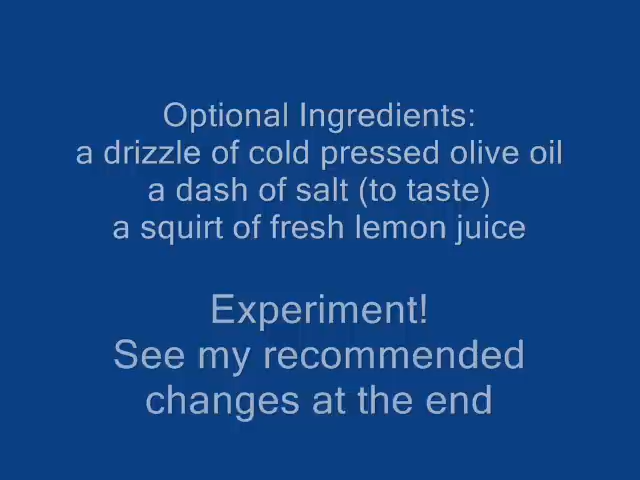 Optional Ingredients:
a drizzle of cold pressed olive oil
a dash of salt (to taste)
a squirt of fresh lemon juice
Experiment!
See my recommended
changes at the end